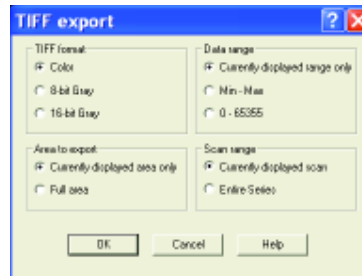 TIFF export
TIFF format
Color
8-bit Gray
16-bit Gray
Data range
Currently displayed range only
Min - Max
0 - 65355
Area to export
Currently displayed area only
Full area
Scan range
Currently displayed scan
Entire Series
OK
Cancel
Help